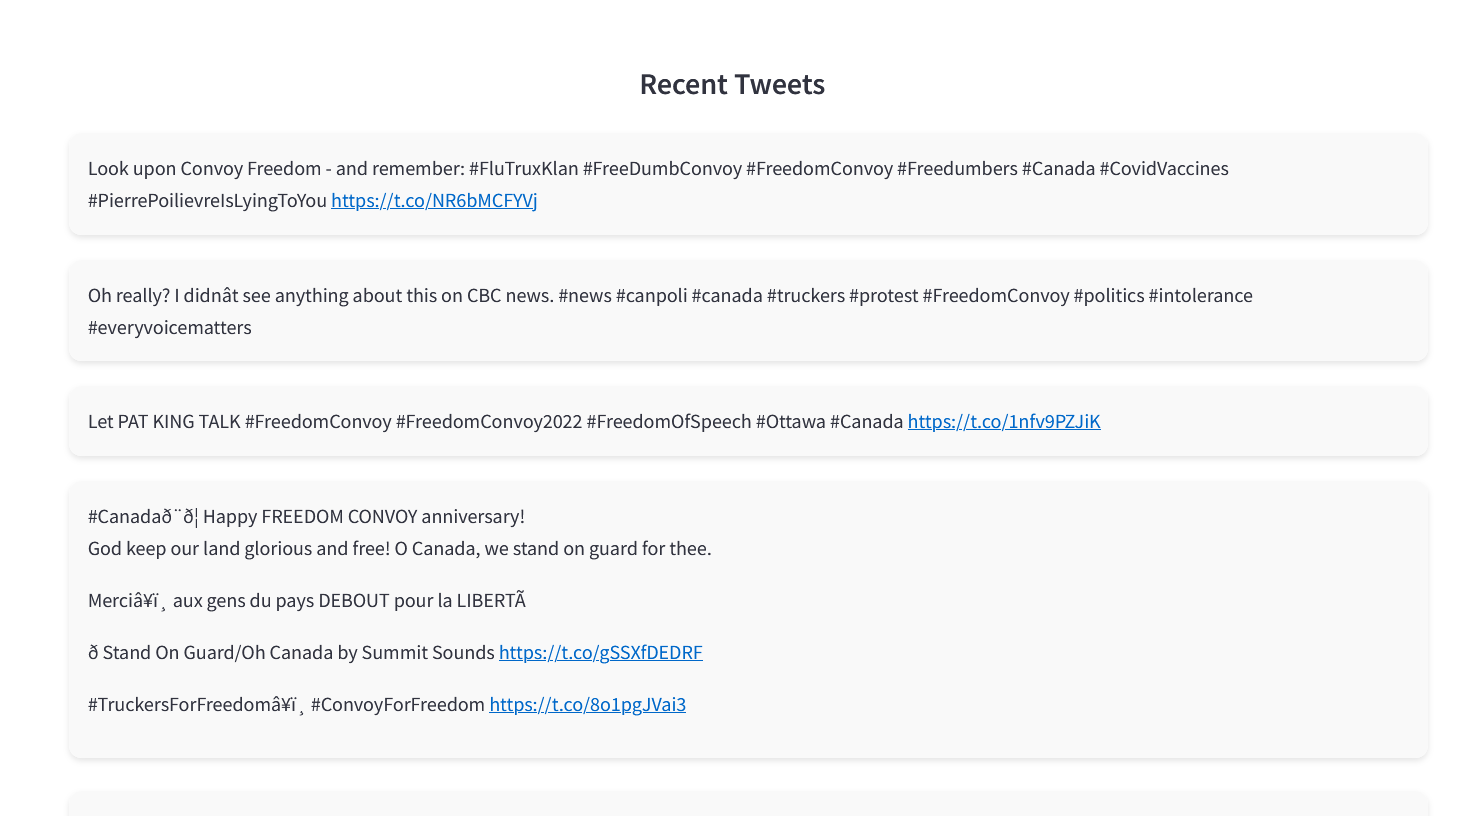 Recent Tweets
Look upon Convoy Freedom - and remember: #FluTruxKlan #FreeDumbConvoy #FreedomConvoy #Freedumbers #Canada #CovidVaccines
#PierrePoilievreIsLyingToYou https://t.co/NR6bMCFYVj
Oh really? I didnât see anything about this on CBC news. #news #canpoli #canada #truckers #protest #FreedomConvoy #politics #intolerance
#everyvoicematters
Let PAT KING TALK #FreedomConvoy #FreedomConvoy2022 #FreedomOfSpeech #Ottawa #Canada https://t.co/1nfv9PZJiK
#Canadað¨ð¦ Happy FREEDOM CONVOY anniversary!
God keep our land glorious and free! O Canada, we stand on guard for thee.
Merciâ¥ï¸ aux gens du pays DEBOUT pour la LIBERTÃ
ð Stand On Guard/Oh Canada by Summit Sounds https://t.co/gSSXfDEDRF
#TruckersForFreedomâ¥ï¸ #ConvoyForFreedom https://t.co/8o1pgJVai3